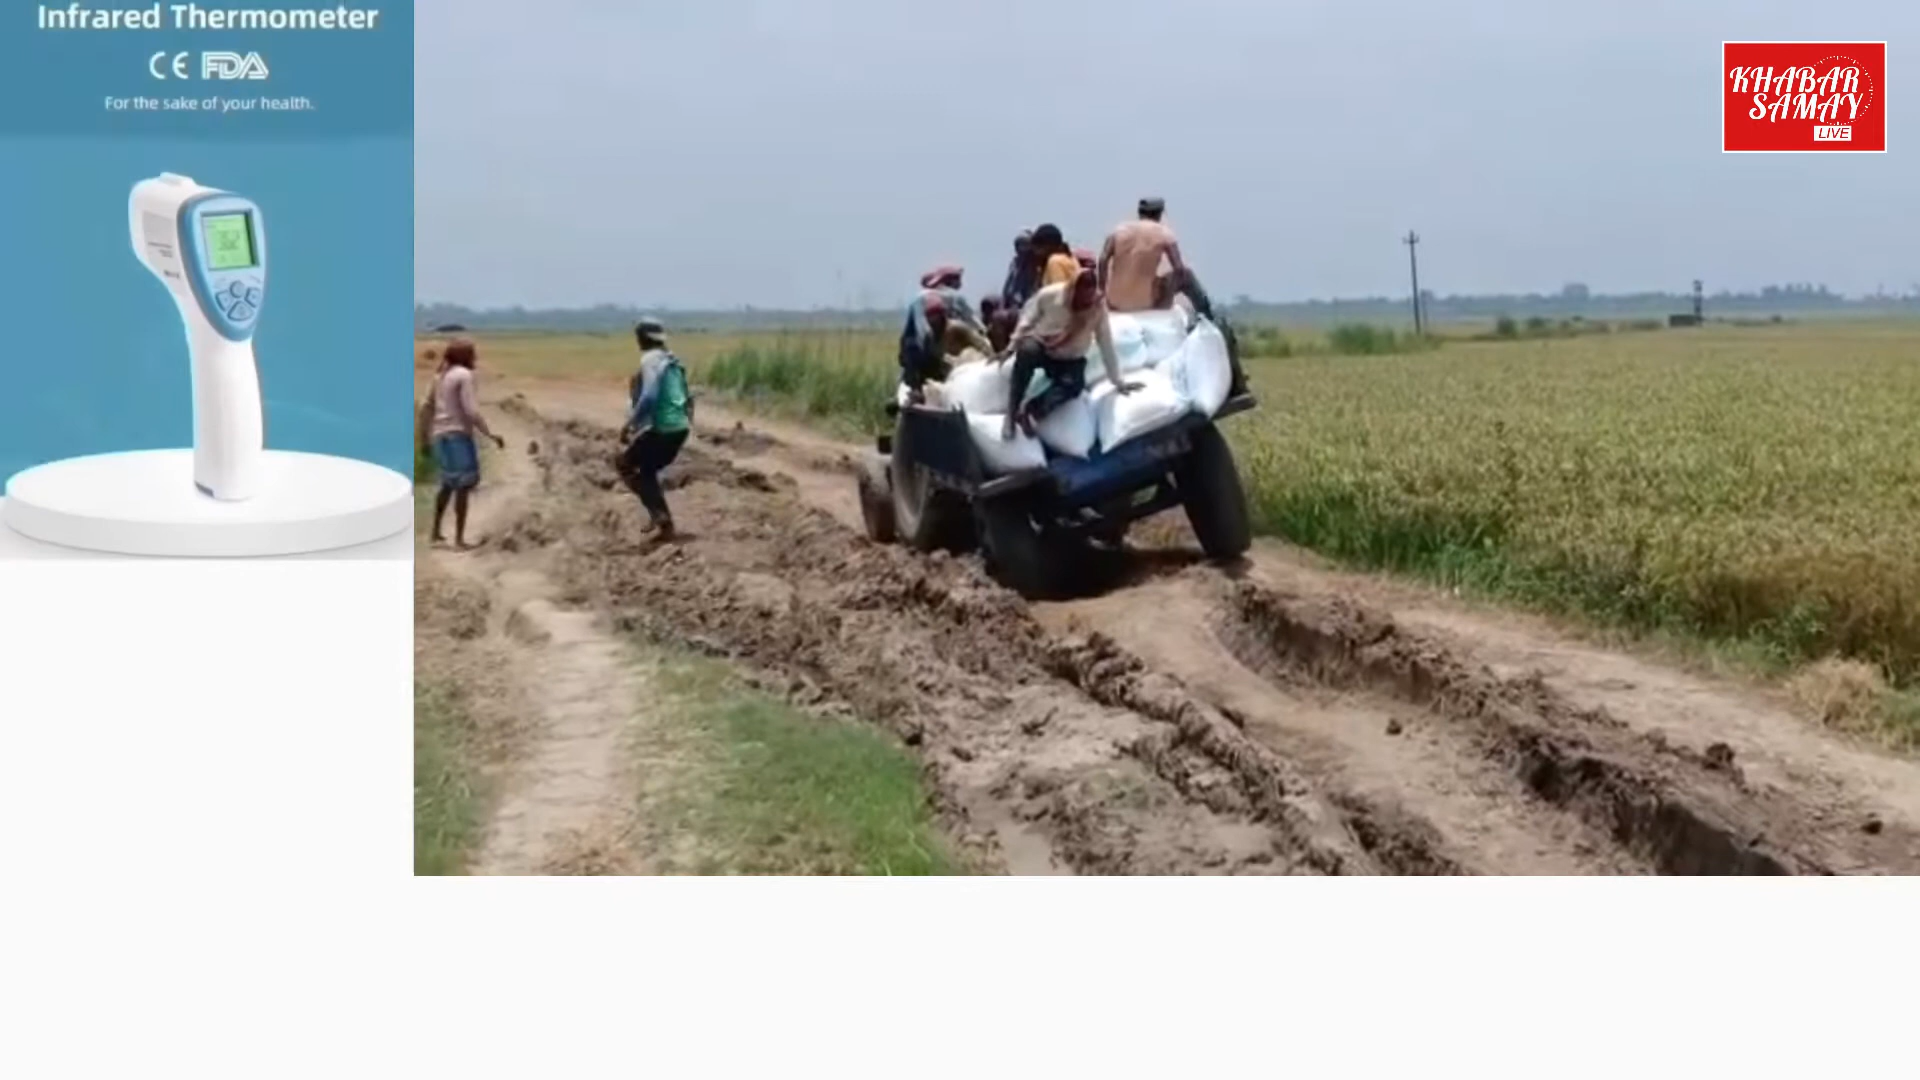 Infrared Thermometer
CE FDA
For the sake of your health.
KHABAR
SAMAY
LIVE